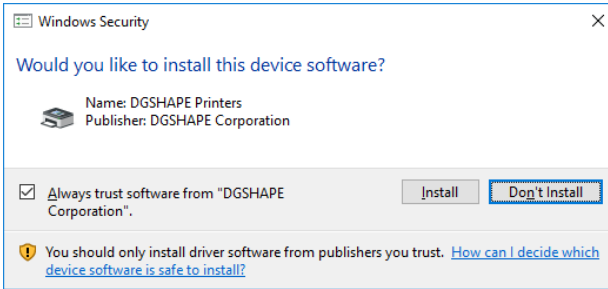 Windows Security
Would you like to install this device software?
Name: DGSHAPE Printers
Publisher: DGSHAPE Corporation
Always trust software from "DGSHAPE
Corporation".
Install
Don't Install
You should only install driver software from publishers you trust. How can I decide which
device software is safe to install?